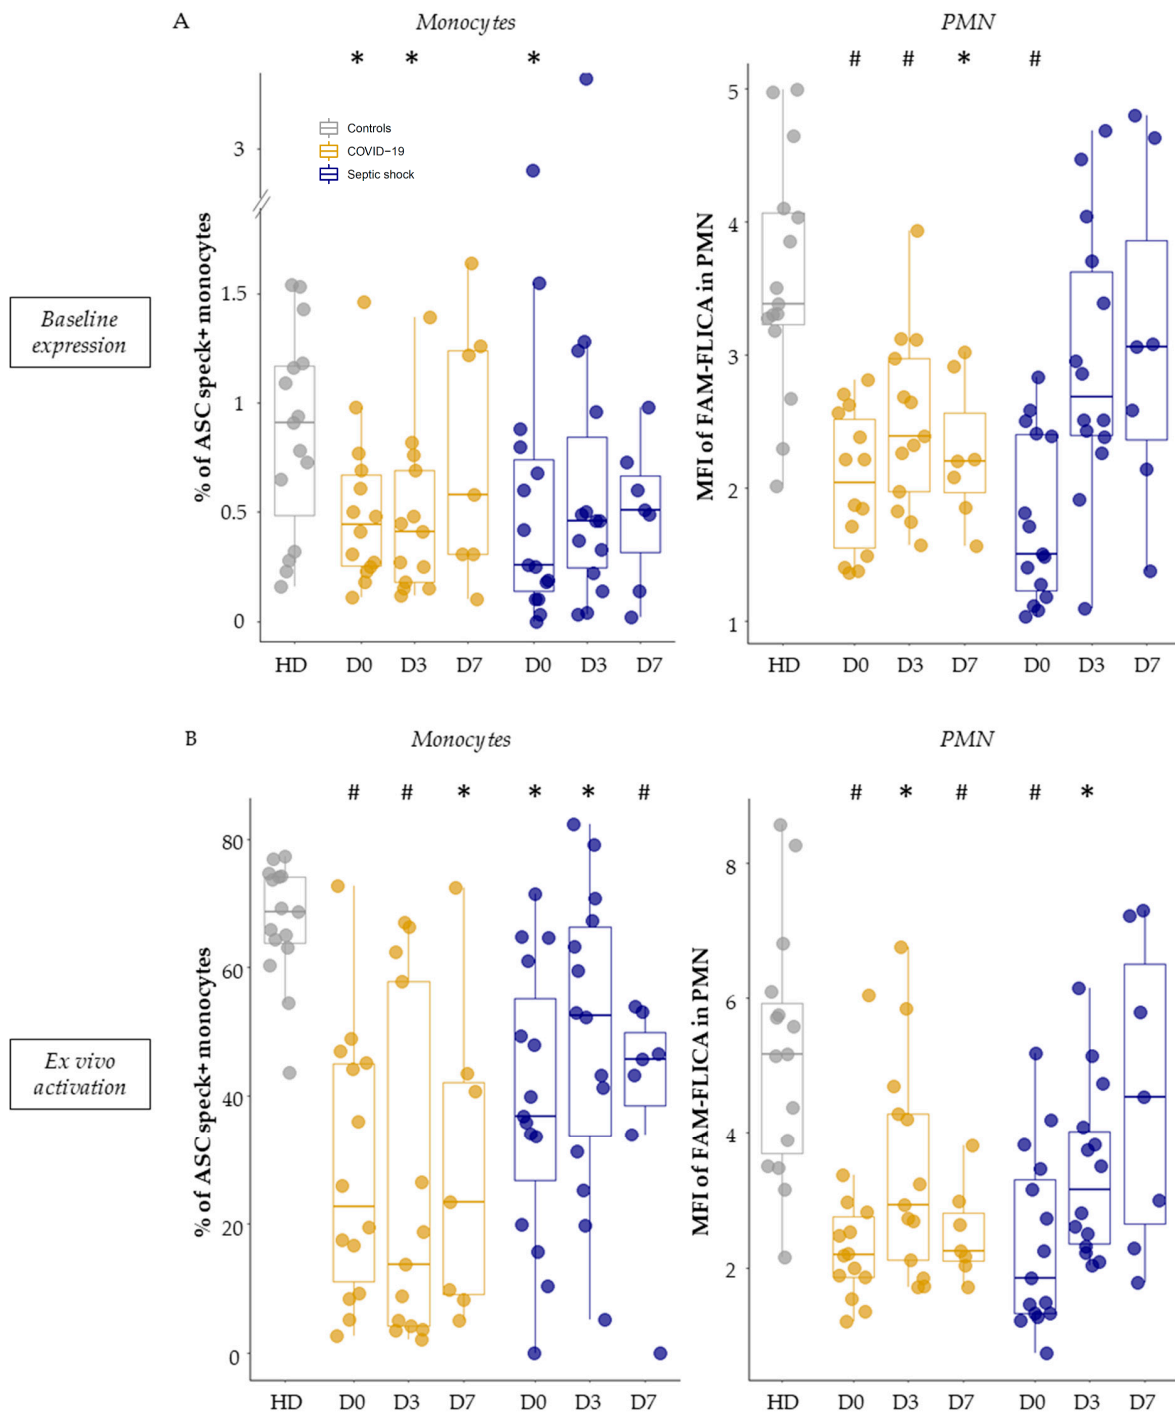 A
Monocytes
PMN
* * *
# # * #
Controls
COVID−19
Septic shock
Baseline
expression
% of ASC speck+ monocytes
3
1.5
1
0.5
0
HD D0 D3 D7 D0 D3 D7
MFI of FAM-FLICA in PMN
5
4
3
2
1
HD D0 D3 D7 D0 D3 D7
B
Monocytes
PMN
# # * * * #
# * # # *
Ex vivo
activation
% of ASC speck+ monocytes
80
60
40
20
0
HD D0 D3 D7 D0 D3 D7
MFI of FAM-FLICA in PMN
8
6
4
2
HD D0 D3 D7 D0 D3 D7